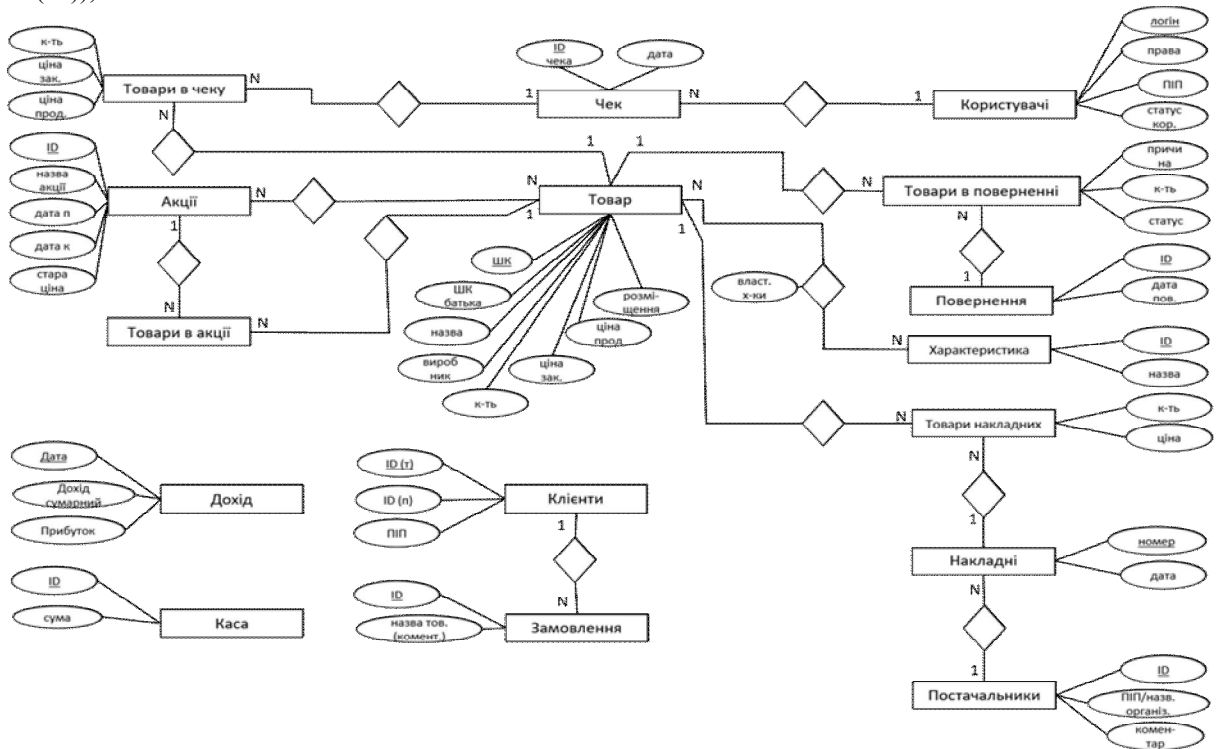 к-ть
ціна
зак.
ціна
прод.
Товари в чеку
N
N
1
ID
чека
дата
Чек
N
1
Користувачі
логін
права
ПІП
статус
кор.
ID
назва
акції
дата п
дата к
стара
ціна
Акції
N
1
N
Товари в акції
N
1
1
N
1
Товар
N
1
ШК
ШК
батька
назва
вироб
ник
к-ть
ціна
зак.
ціна
прод
розмі-
щення
N
Товари в поверненні
N
1
причи
на
к-ть
статус
Повернення
ID
дата
пов.
власт.
х-ки
N
Характеристика
ID
назва
N
Товари накладних
к-ть
ціна
N
1
Накладні
номер
дата
N
1
Постачальники
ID
ПІП/назв.
організ.
комен-
тар
Дата
Дохід
сумарний
Прибуток
Дохід
ID
сума
Каса
ID (т)
ID (п)
ПІП
Клієнти
1
N
ID
назва тов.
(комент.)
Замовлення